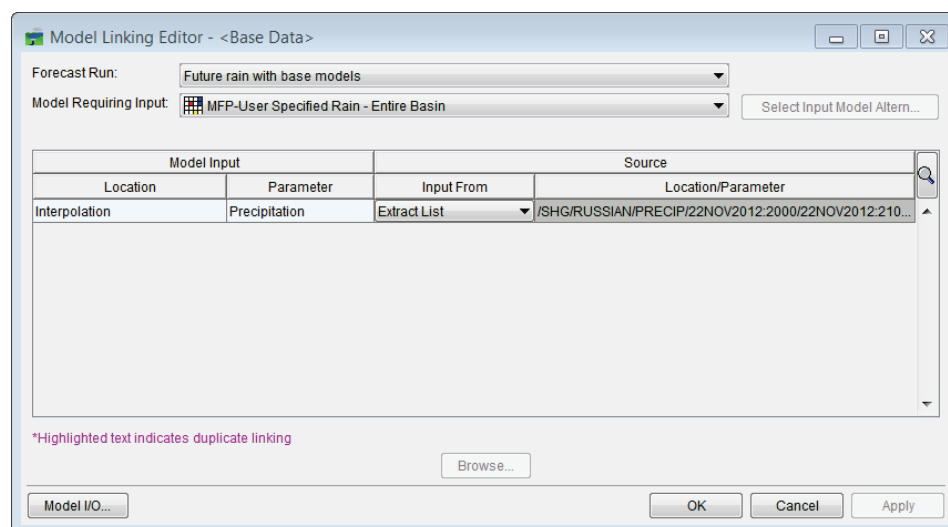 Model Linking Editor - <Base Data>
Forecast Run: Future rain with base models
Model Requiring Input: MFP-User Specified Rain - Entire Basin Select Input Model Altern...
Model Input Source
Location Parameter Input From Location/Parameter
Interpolation Precipitation Extract List /SHG/RUSSIAN/PRECIP/22NOV2012:2000/22NOV2012:210...
*Highlighted text indicates duplicate linking
Browse...
Model I/O... OK Cancel Apply